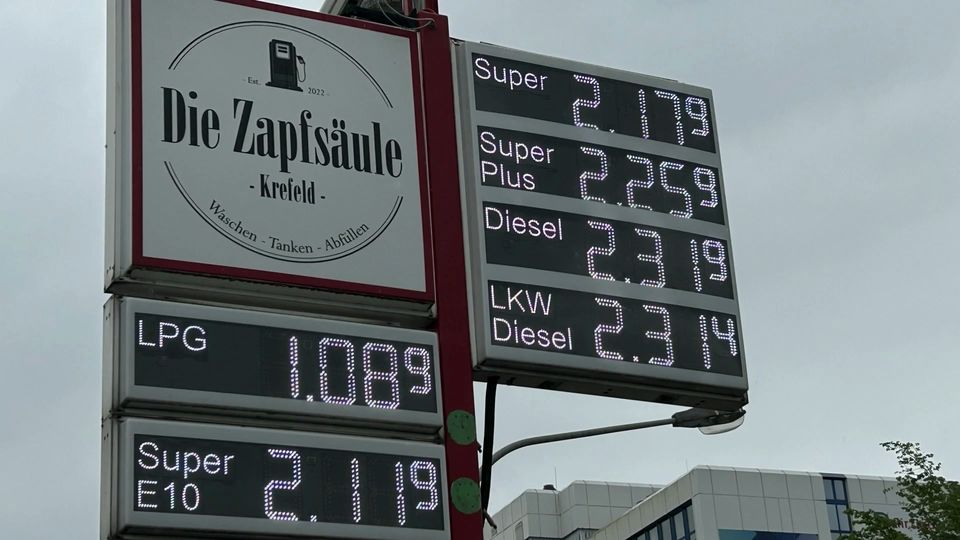 - Est. 2022 -
Die Zapfsäule
- Krefeld -
Waschen - Tanken - Abfüllen
LPG 1.089
Super E10 2.119
Super 2.179
Super Plus 2.259
Diesel 2.319
LKW Diesel 2.314